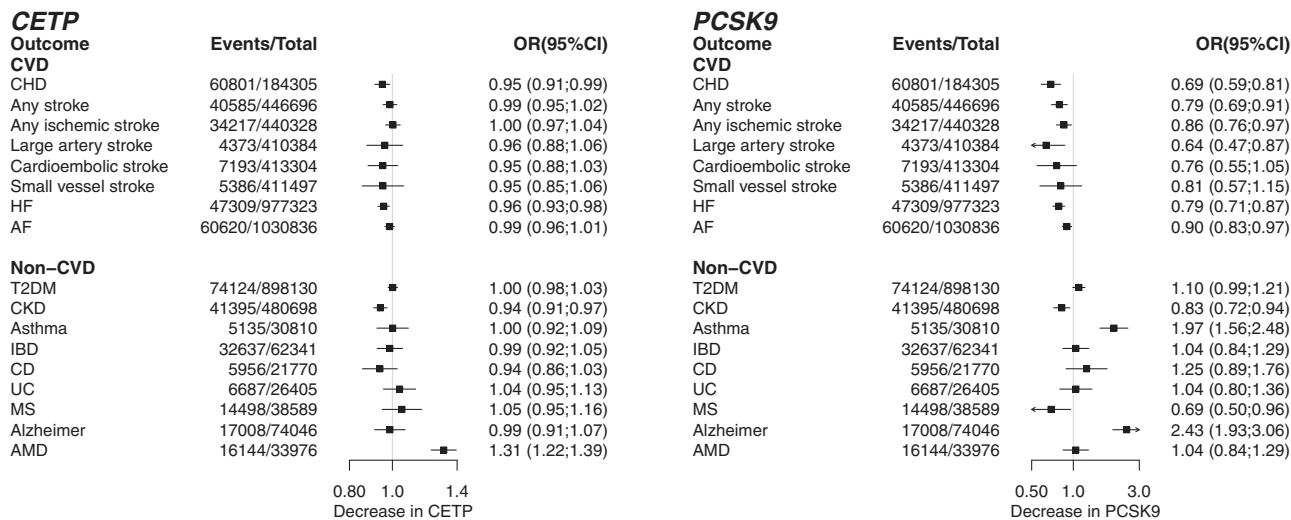 CETP
Outcome Events/Total OR(95%CI)
CVD
CHD 60801/184305 0.95 (0.91;0.99)
Any stroke 40585/446696 0.99 (0.95;1.02)
Any ischemic stroke 34217/440328 1.00 (0.97;1.04)
Large artery stroke 4373/410384 0.96 (0.88;1.06)
Cardioembolic stroke 7193/413304 0.95 (0.88;1.03)
Small vessel stroke 5386/411497 0.95 (0.85;1.06)
HF 47309/977323 0.96 (0.93;0.98)
AF 60620/1030836 0.99 (0.96;1.01)
Non−CVD
T2DM 74124/898130 1.00 (0.98;1.03)
CKD 41395/480698 0.94 (0.91;0.97)
Asthma 5135/30810 1.00 (0.92;1.09)
IBD 32637/62341 0.99 (0.92;1.05)
CD 5956/21770 0.94 (0.86;1.03)
UC 6687/26405 1.04 (0.95;1.13)
MS 14498/38589 1.05 (0.95;1.16)
Alzheimer 17008/74046 0.99 (0.91;1.07)
AMD 16144/33976 1.31 (1.22;1.39)
0.80 1.0 1.4
Decrease in CETP
PCSK9
Outcome Events/Total OR(95%CI)
CVD
CHD 60801/184305 0.69 (0.59;0.81)
Any stroke 40585/446696 0.79 (0.69;0.91)
Any ischemic stroke 34217/440328 0.86 (0.76;0.97)
Large artery stroke 4373/410384 0.64 (0.47;0.87)
Cardioembolic stroke 7193/413304 0.76 (0.55;1.05)
Small vessel stroke 5386/411497 0.81 (0.57;1.15)
HF 47309/977323 0.79 (0.71;0.87)
AF 60620/1030836 0.90 (0.83;0.97)
Non−CVD
T2DM 74124/898130 1.10 (0.99;1.21)
CKD 41395/480698 0.83 (0.72;0.94)
Asthma 5135/30810 1.97 (1.56;2.48)
IBD 32637/62341 1.04 (0.84;1.29)
CD 5956/21770 1.25 (0.89;1.76)
UC 6687/26405 1.04 (0.80;1.36)
MS 14498/38589 0.69 (0.50;0.96)
Alzheimer 17008/74046 2.43 (1.93;3.06)
AMD 16144/33976 1.04 (0.84;1.29)
0.50 1.0 3.0
Decrease in PCSK9